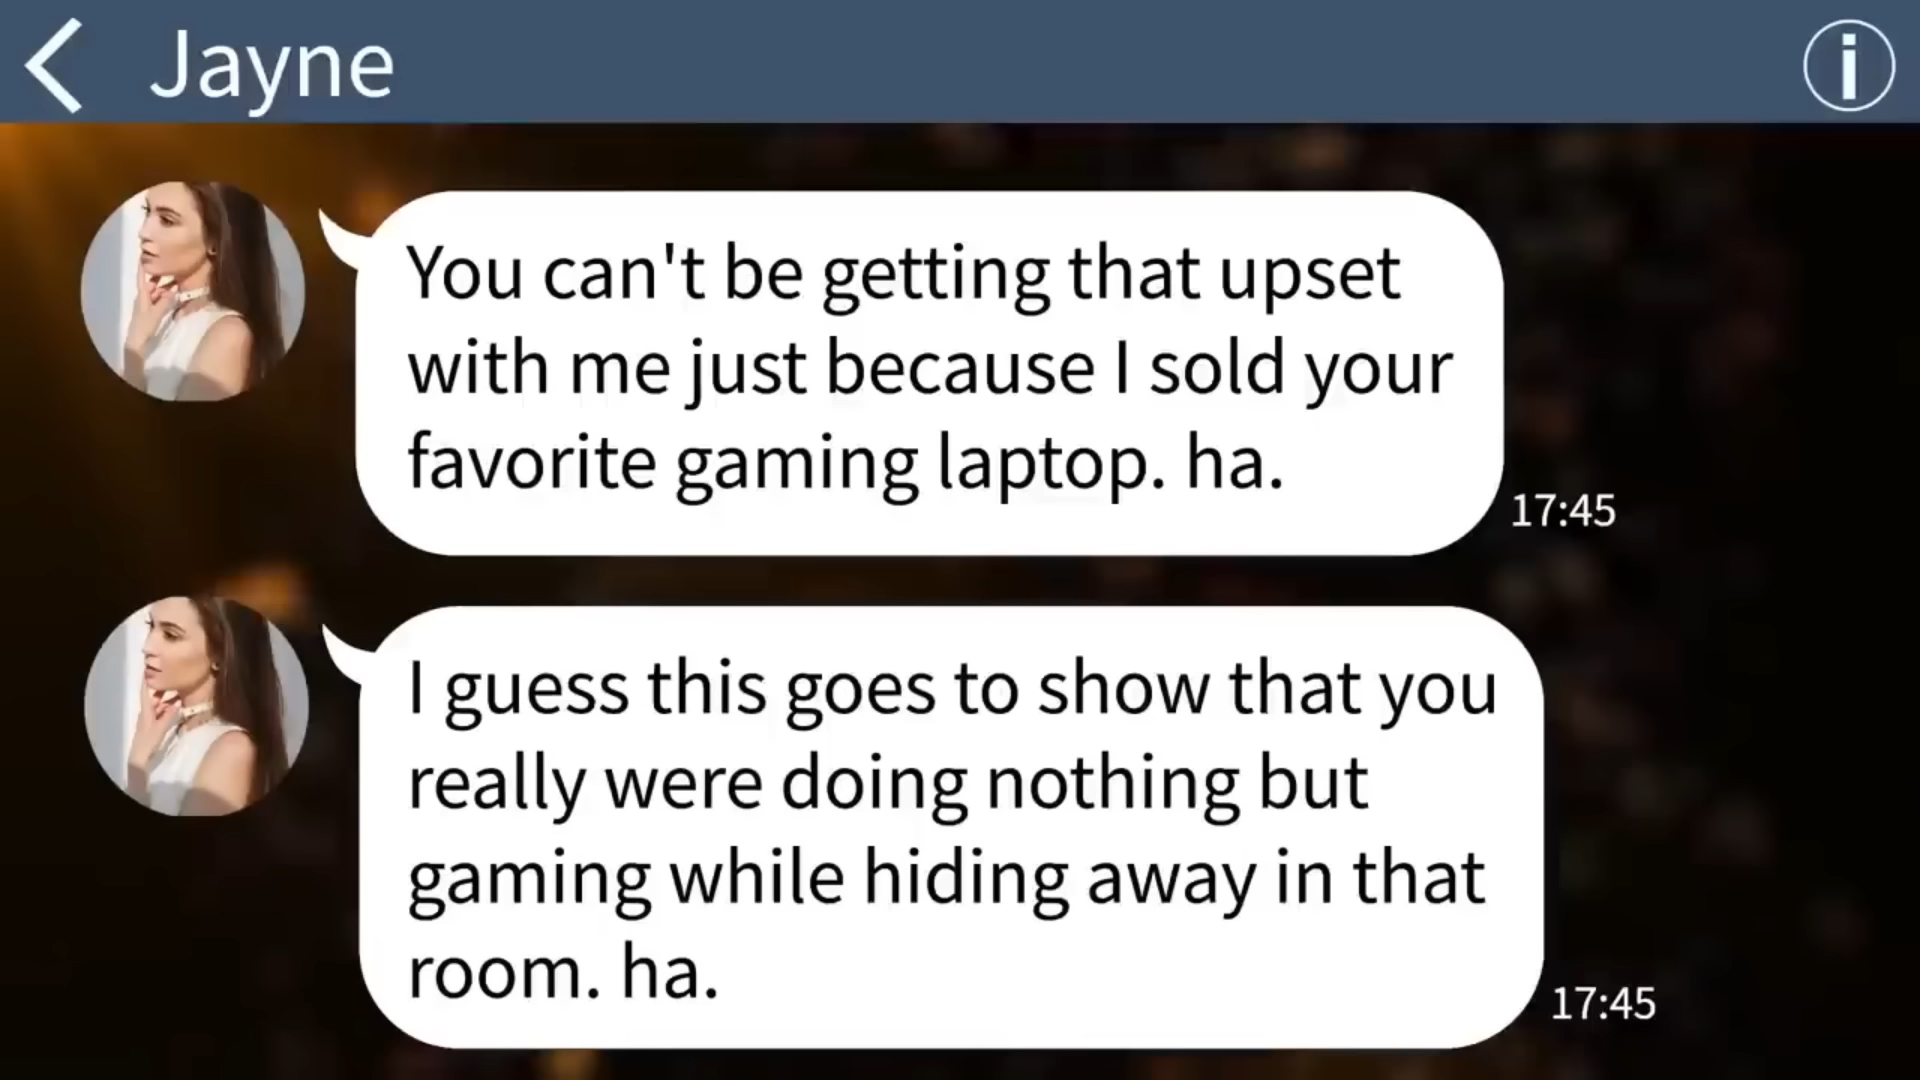 Jayne
You can't be getting that upset
with me just because I sold your
favorite gaming laptop. ha.
17:45
I guess this goes to show that you
really were doing nothing but
gaming while hiding away in that
room. ha.
17:45